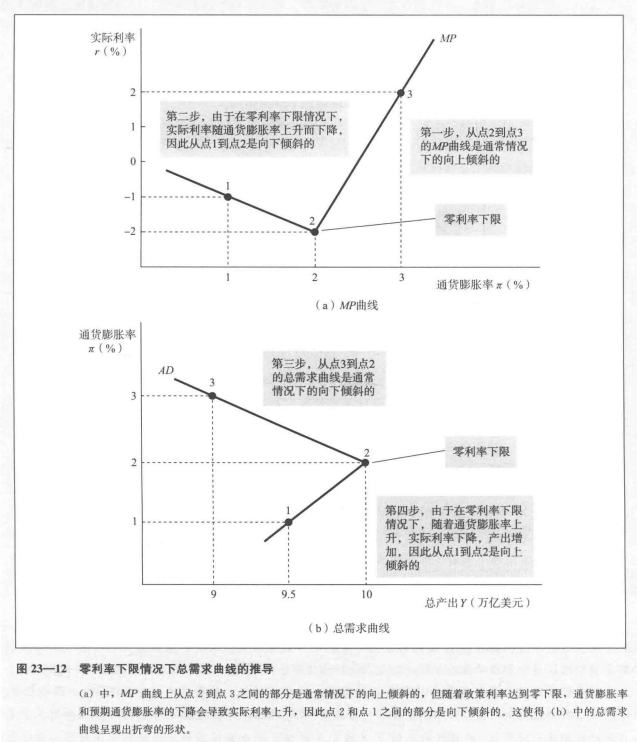 实际利率
r（%）
MP
2
1
0
-1
-2
第二步，由于在零利率下限情况下，
实际利率随通货膨胀率上升而下降，
因此从点1到点2是向下倾斜的
3
第一步，从点2到点3
的MP曲线是通常情况
下的向上倾斜的
1
2
零利率下限
1
2
3
通货膨胀率 π（%）
（a）MP曲线
通货膨胀率
π（%）
AD
3
第三步，从点3到点2
的总需求曲线是通常
情况下的向下倾斜的
3
2
1
2
零利率下限
1
第四步，由于在零利率下限
情况下，随着通货膨胀率上
升，实际利率下降，产出增
加，因此从点1到点2是向上
倾斜的
9
9.5
10
总产出Y（万亿美元）
（b）总需求曲线
图 23—12 零利率下限情况下总需求曲线的推导
（a）中，MP 曲线上从点 2 到点 3 之间的部分是通常情况下的向上倾斜的，但随着政策利率达到零下限，通货膨胀率
和预期通货膨胀率的下降会导致实际利率上升，因此点 2 和点 1 之间的部分是向下倾斜的。这使得（b）中的总需求
曲线呈现出折弯的形状。